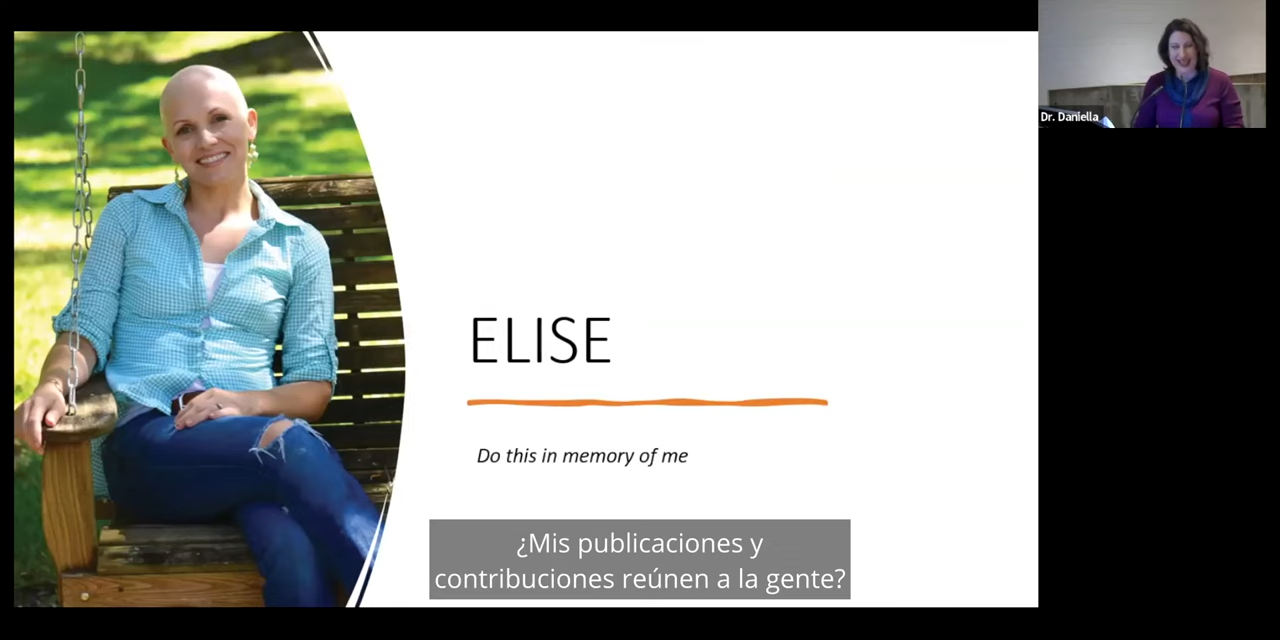 Dr. Daniella
ELISE
Do this in memory of me
¿Mis publicaciones y
contribuciones reúnen a la gente?